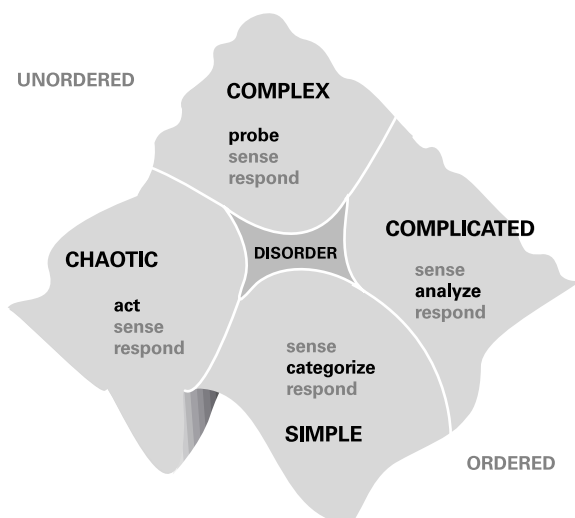 UNORDERED
COMPLEX
probe
sense
respond
CHAOTIC
act
sense
respond
DISORDER
COMPLICATED
sense
analyze
respond
sense
categorize
respond
SIMPLE
ORDERED